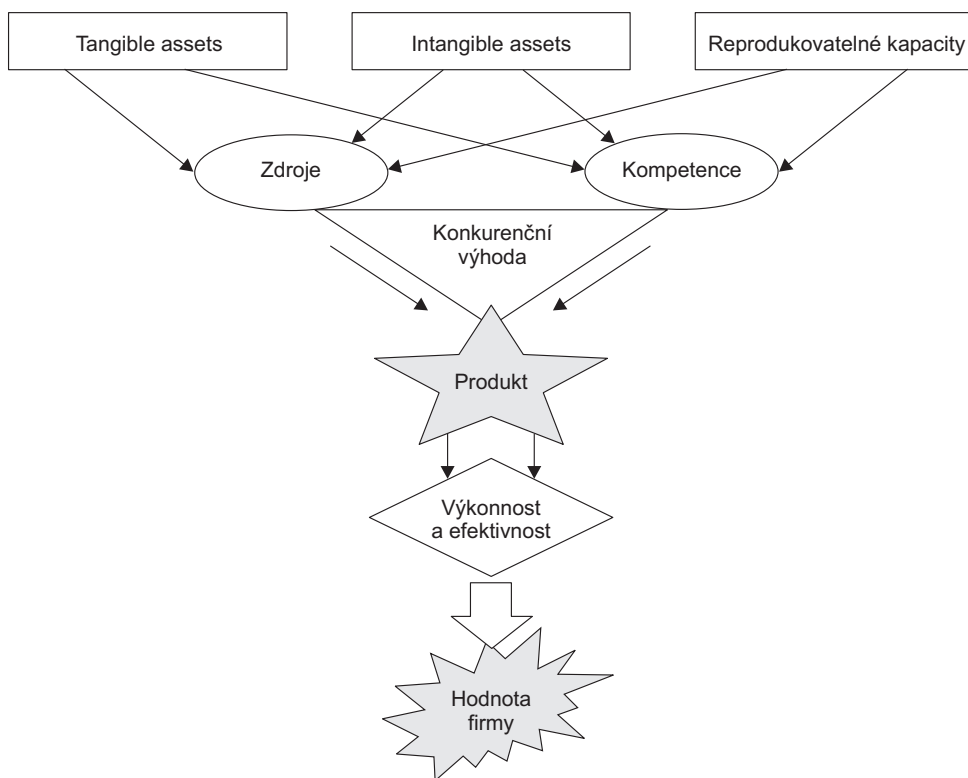 Tangible assets
Intangible assets
Reprodukovatelné kapacity
Zdroje
Kompetence
Konkurenční
výhoda
Produkt
Výkonnost
a efektivnost
Hodnota
firmy